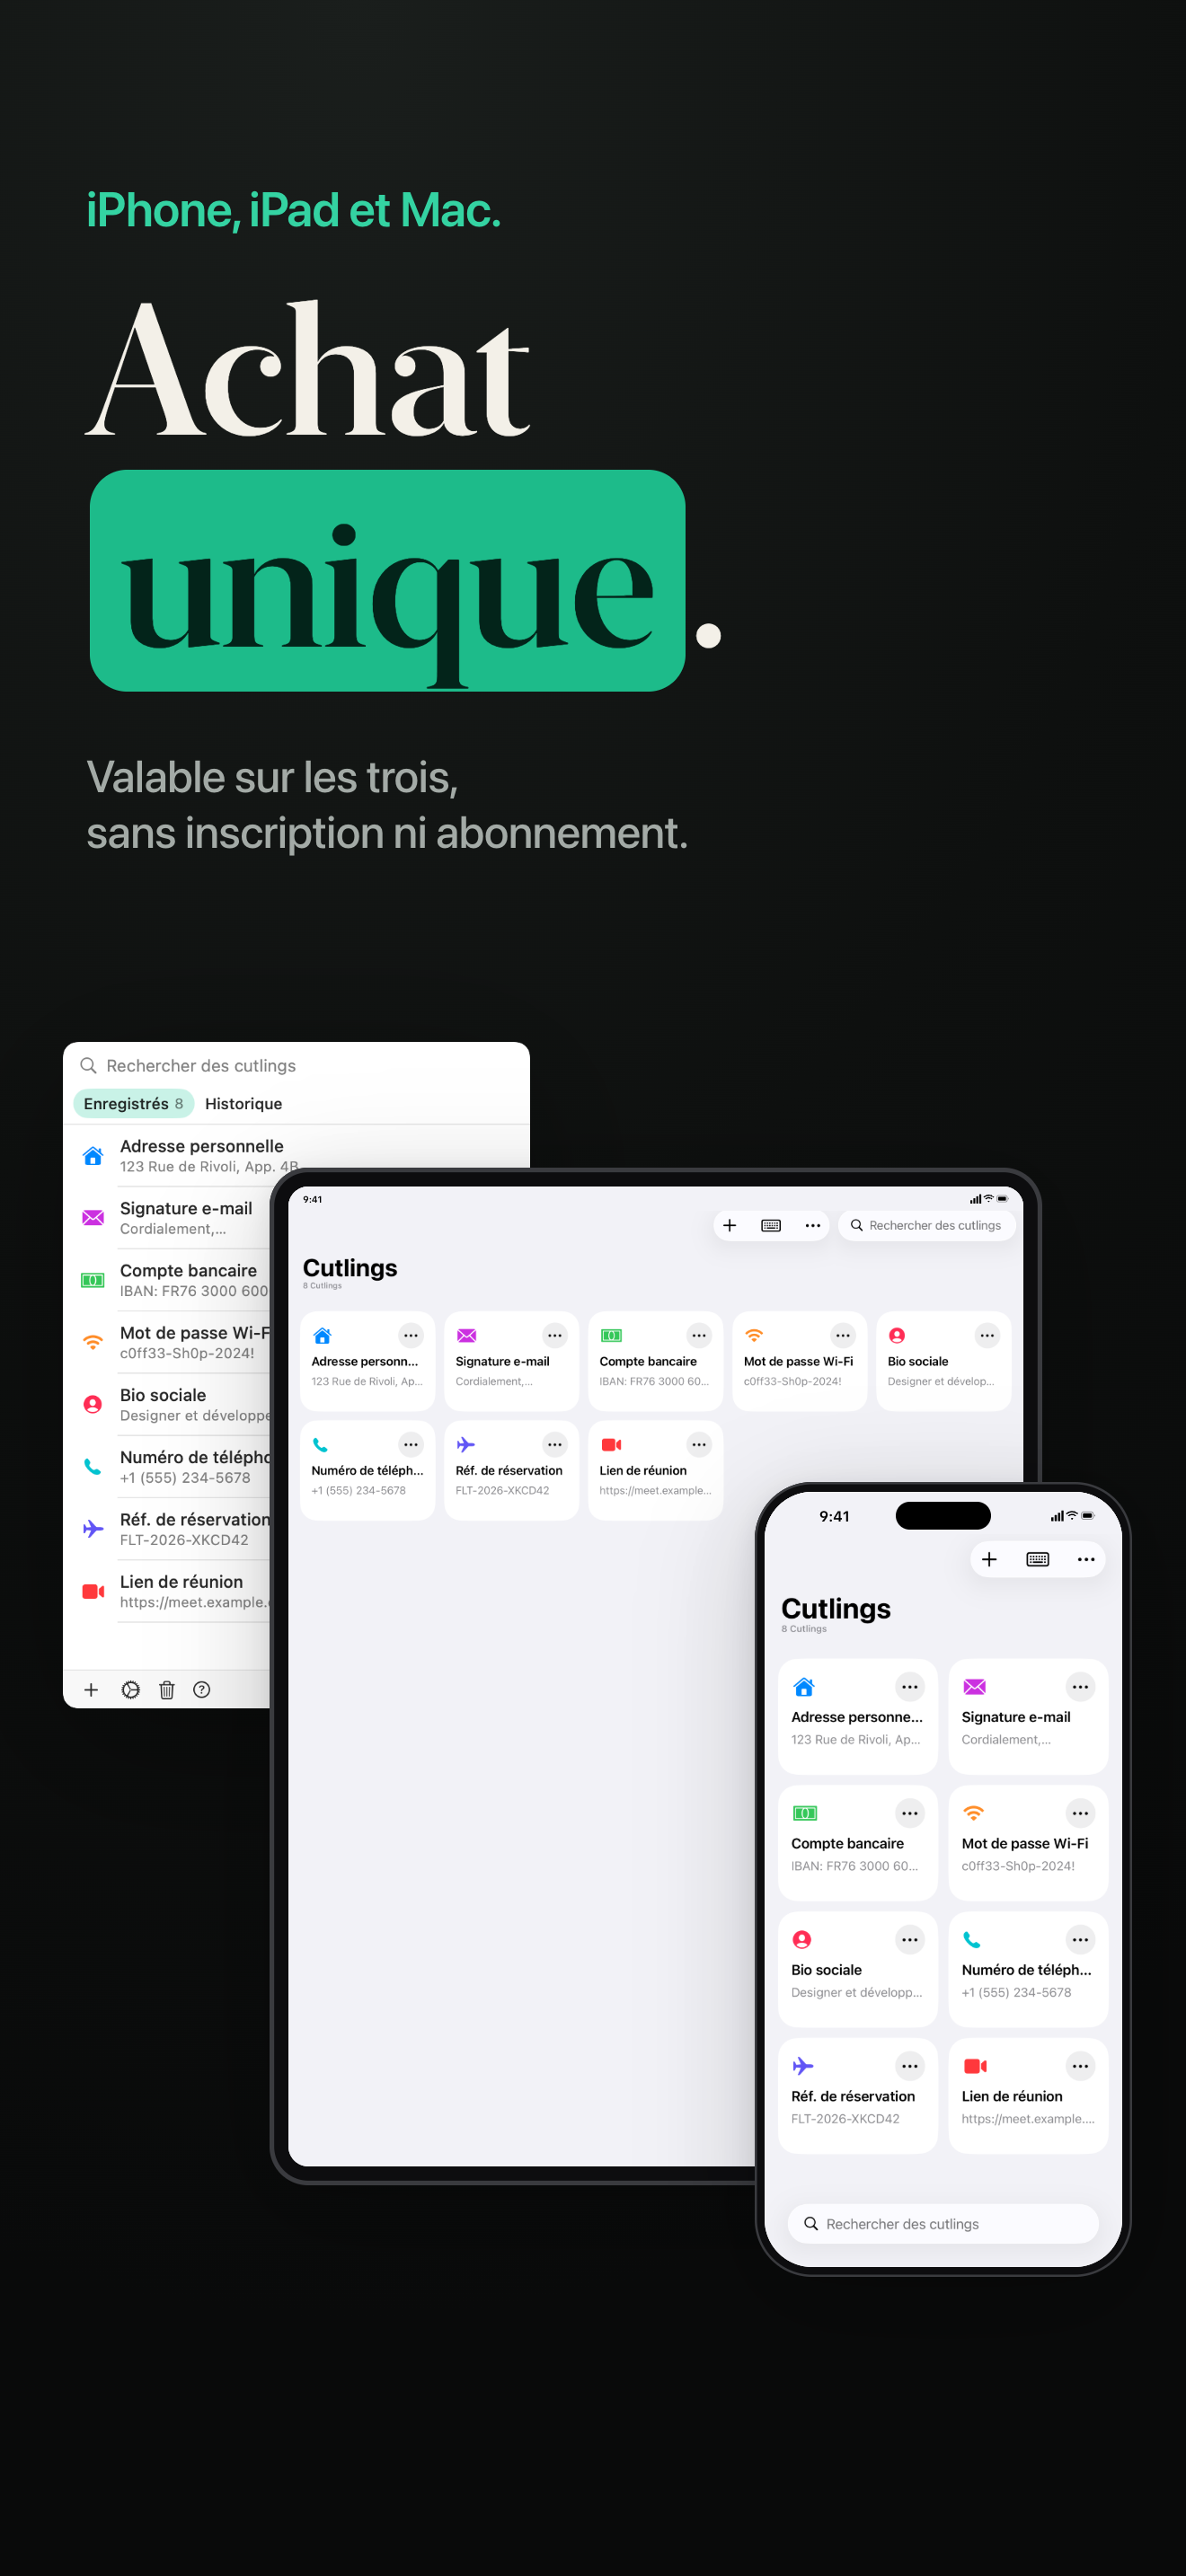 iPhone, iPad et Mac.
Achat
unique.
Valable sur les trois,
sans inscription ni abonnement.
Rechercher des cutlings
Enregistrés 8 Historique
Adresse personnelle
123 Rue de Rivoli, App. 4B
Signature e-mail
Cordialement,...
Compte bancaire
IBAN: FR76 3000 600
Mot de passe Wi-F
c0ff33-Sh0p-2024!
Bio sociale
Designer et développe
Numéro de télépho
+1 (555) 234-5678
Réf. de réservation
FLT-2026-XKCD42
Lien de réunion
https://meet.example.
9:41
Rechercher des cutlings
Cutlings
8 Cutlings
Adresse personn...
123 Rue de Rivoli, Ap...
Signature e-mail
Cordialement,...
Compte bancaire
IBAN: FR76 3000 60...
Mot de passe Wi-Fi
c0ff33-Sh0p-2024!
Bio sociale
Designer et dévelop...
Numéro de téléph...
+1 (555) 234-5678
Réf. de réservation
FLT-2026-XKCD42
Lien de réunion
https://meet.example...
9:41
Cutlings
8 Cutlings
Adresse personne...
123 Rue de Rivoli, Ap...
Signature e-mail
Cordialement,...
Compte bancaire
IBAN: FR76 3000 60...
Mot de passe Wi-Fi
c0ff33-Sh0p-2024!
Bio sociale
Designer et développ...
Numéro de téléph...
+1 (555) 234-5678
Réf. de réservation
FLT-2026-XKCD42
Lien de réunion
https://meet.example....
Rechercher des cutlings